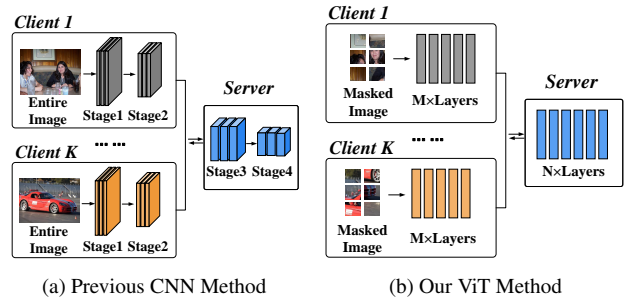 Client 1
Entire
Image
Stage1 Stage2
... ...
Client K
Entire
Image
Stage1 Stage2
Server
Stage3
Stage4
(a) Previous CNN Method
Client 1
Masked
Image
M×Layers
... ...
Client K
Masked
Image
M×Layers
Server
N×Layers
(b) Our ViT Method